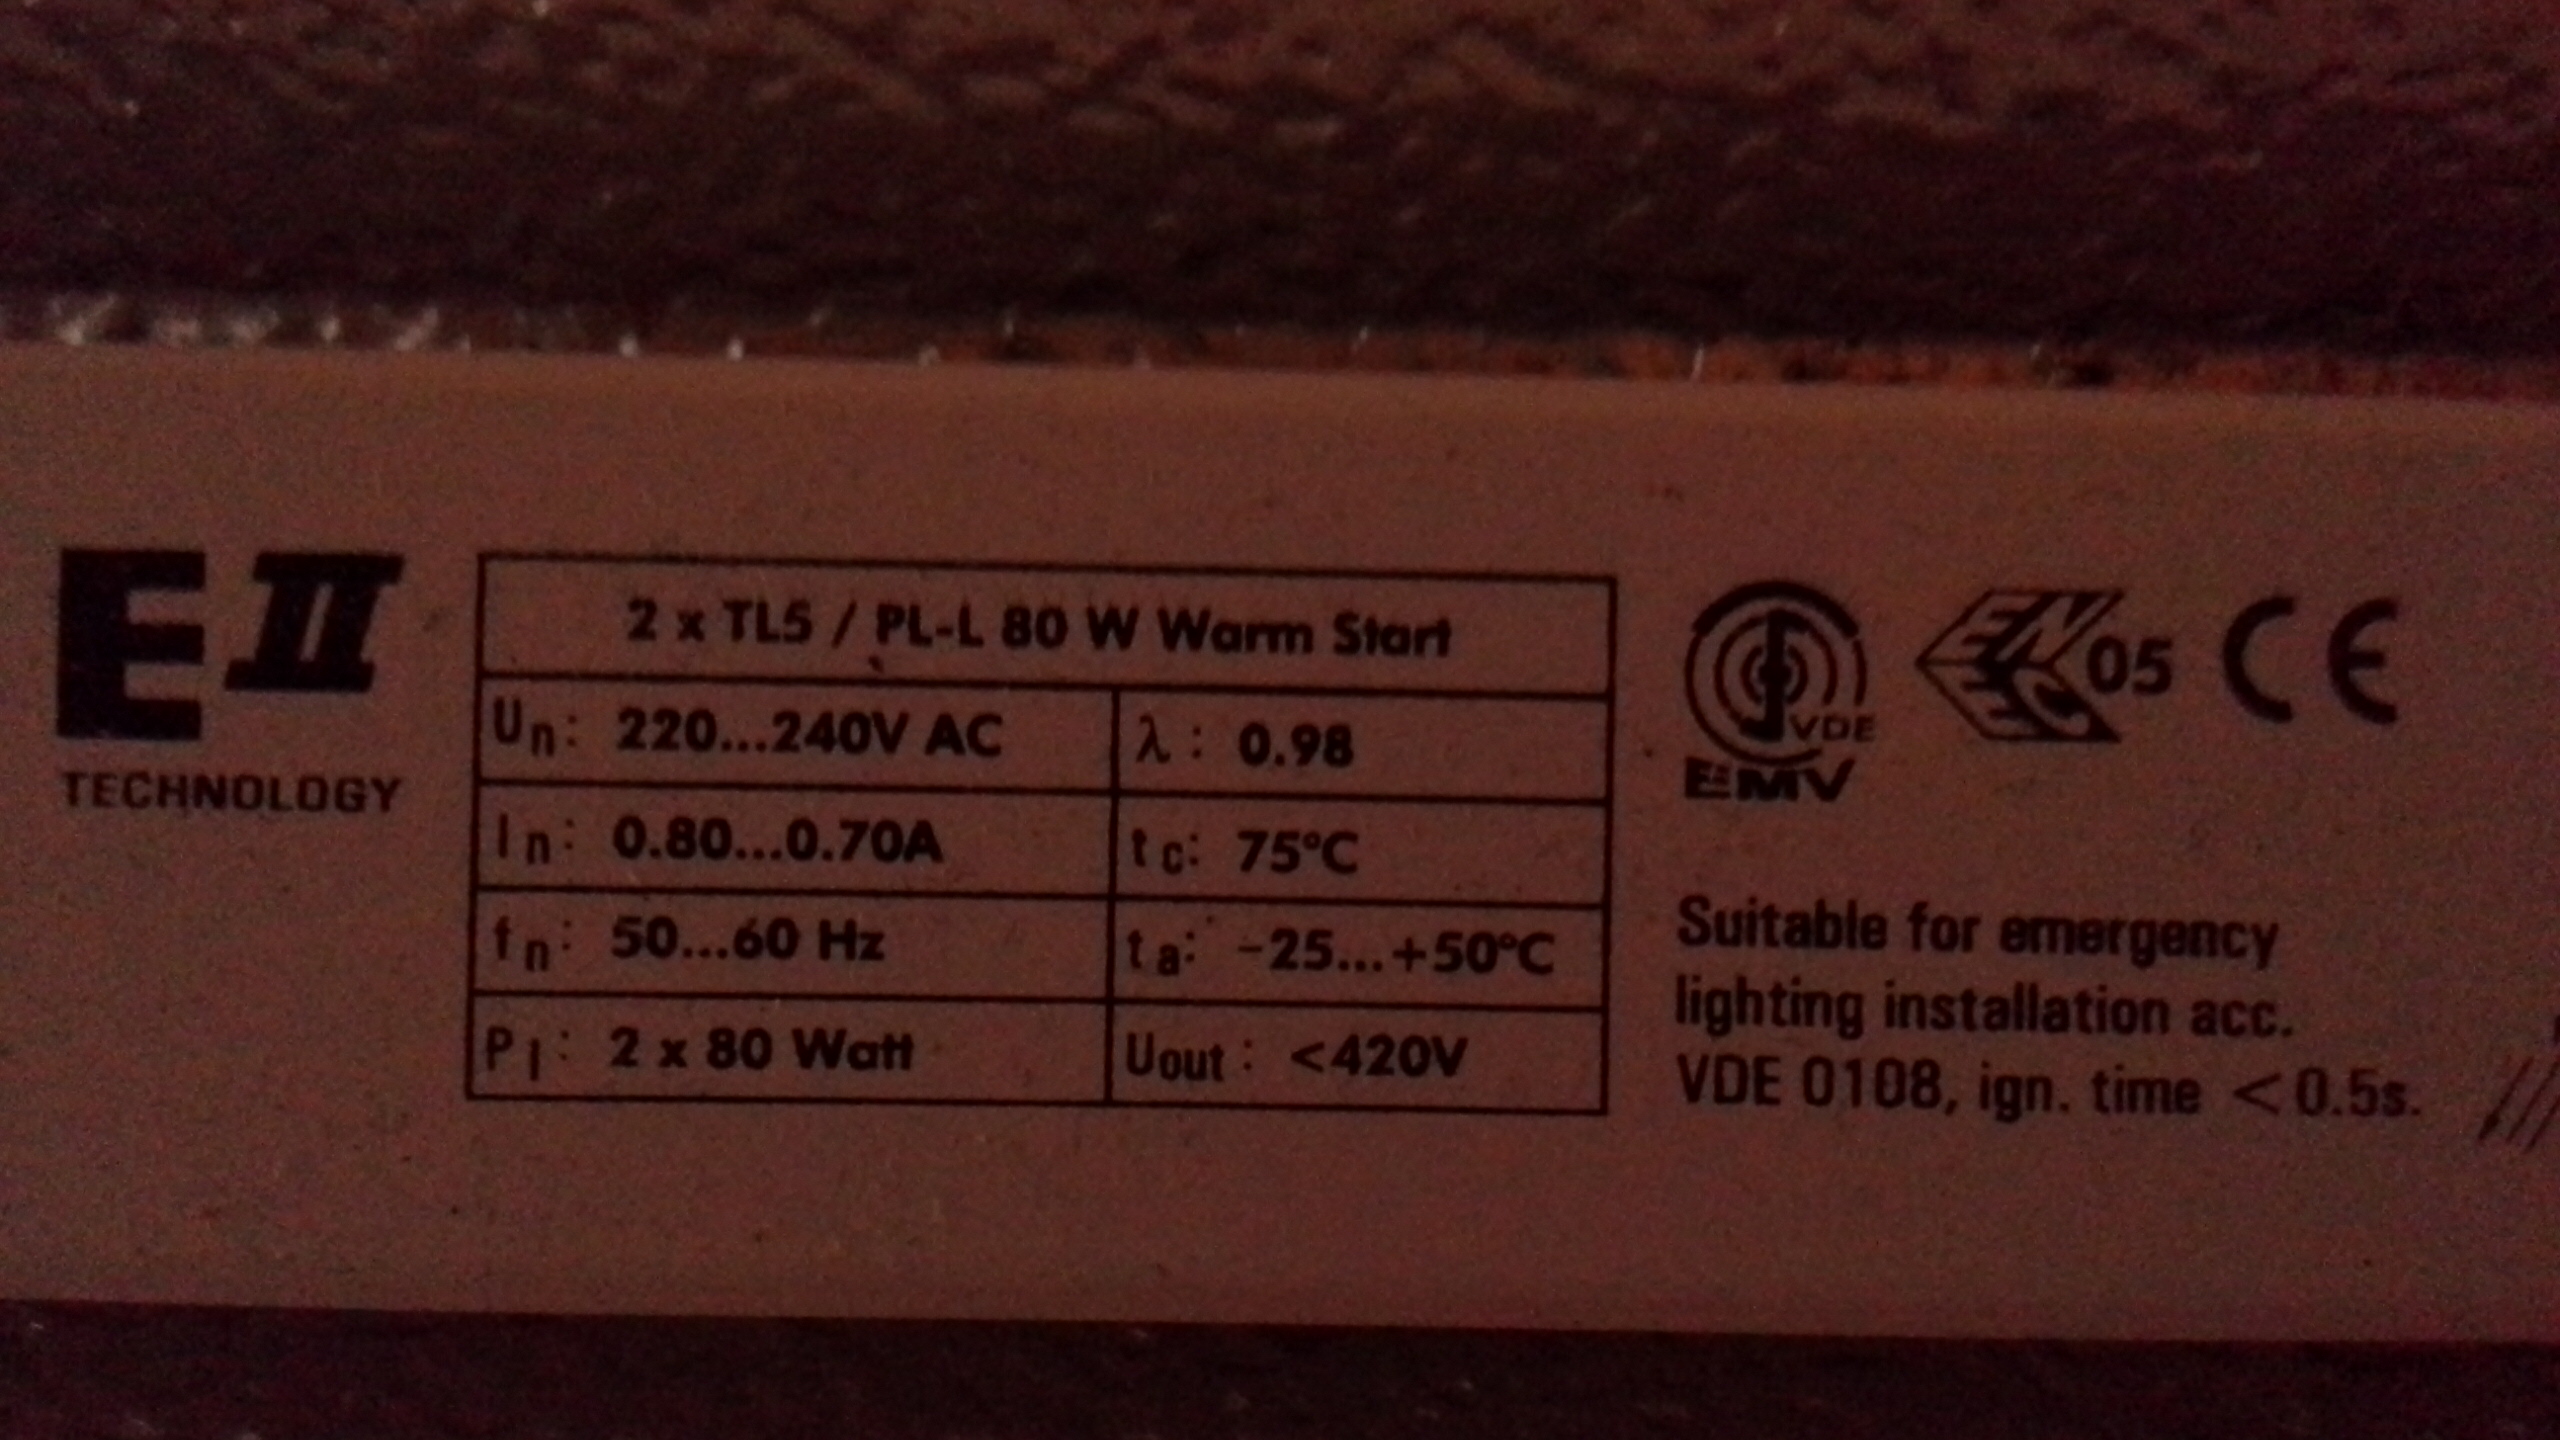 E II
TECHNOLOGY
2 x TL5 / PL-L 80 W Warm Start
Un: 220...240V AC
λ: 0.98
In: 0.80...0.70A
tc: 75°C
fn: 50...60 Hz
ta: -25...+50°C
Pl: 2 x 80 Watt
Uout: <420V
VDE
EMV
ENEC 05
CE
Suitable for emergency
lighting installation acc.
VDE 0108, ign. time <0.5s.